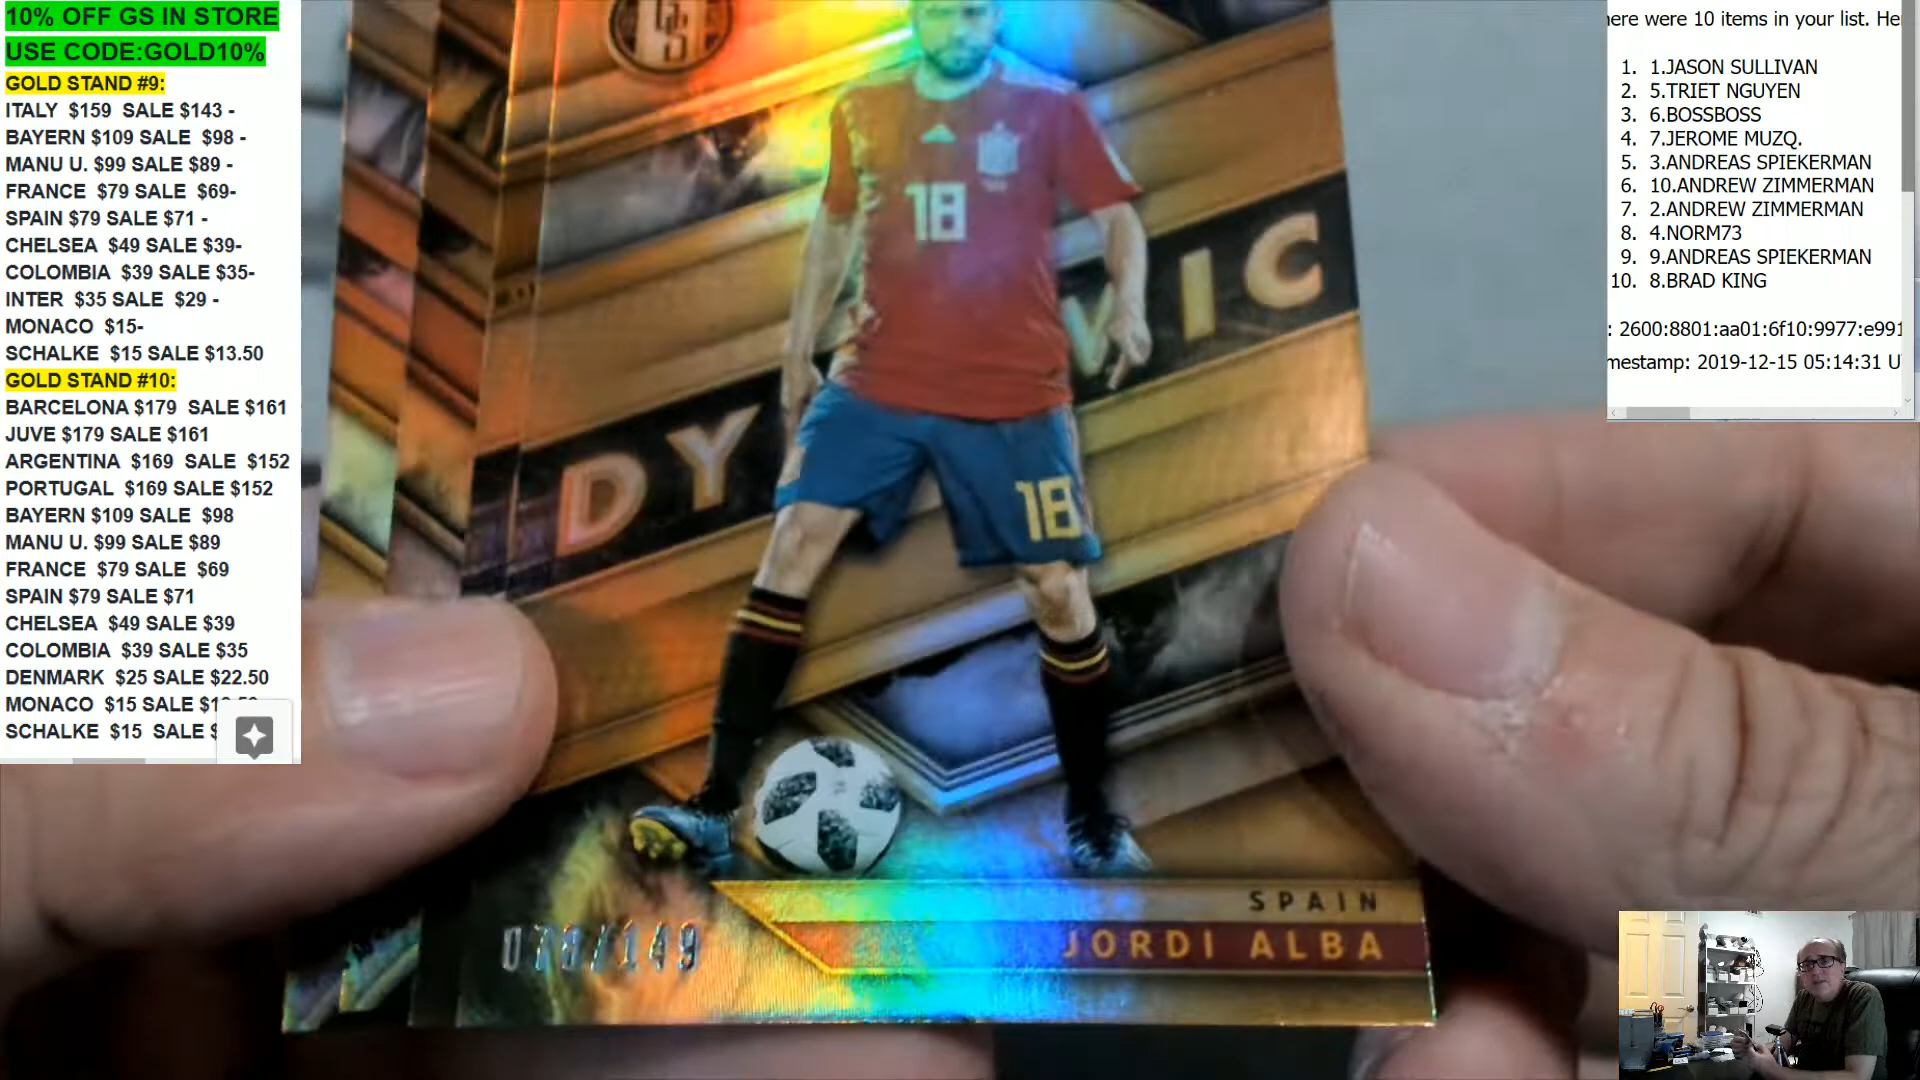 10% OFF GS IN STORE
USE CODE:GOLD10%
GOLD STAND #9:
ITALY $159 SALE $143 -
BAYERN $109 SALE $98 -
MANU U. $99 SALE $89 -
FRANCE $79 SALE $69-
SPAIN $79 SALE $71 -
CHELSEA $49 SALE $39-
COLOMBIA $39 SALE $35-
INTER $35 SALE $29 -
MONACO $15-
SCHALKE $15 SALE $13.50
GOLD STAND #10:
BARCELONA $179 SALE $161
JUVE $179 SALE $161
ARGENTINA $169 SALE $152
PORTUGAL $169 SALE $152
BAYERN $109 SALE $98
MANU U. $99 SALE $89
FRANCE $79 SALE $69
SPAIN $79 SALE $71
CHELSEA $49 SALE $39
COLOMBIA $39 SALE $35
DENMARK $25 SALE $22.50
MONACO $15 SALE
SCHALKE $15 SALE $
GS
18
DY IC
18
SPAIN
JORDI ALBA
/149
ere were 10 items in your list. He
1. 1.JASON SULLIVAN
2. 5.TRIET NGUYEN
3. 6.BOSSBOSS
4. 7.JEROME MUZQ.
5. 3.ANDREAS SPIEKERMAN
6. 10.ANDREW ZIMMERMAN
7. 2.ANDREW ZIMMERMAN
8. 4.NORM73
9. 9.ANDREAS SPIEKERMAN
10. 8.BRAD KING
: 2600:8801:aa01:6f10:9977:e991
mestamp: 2019-12-15 05:14:31 U